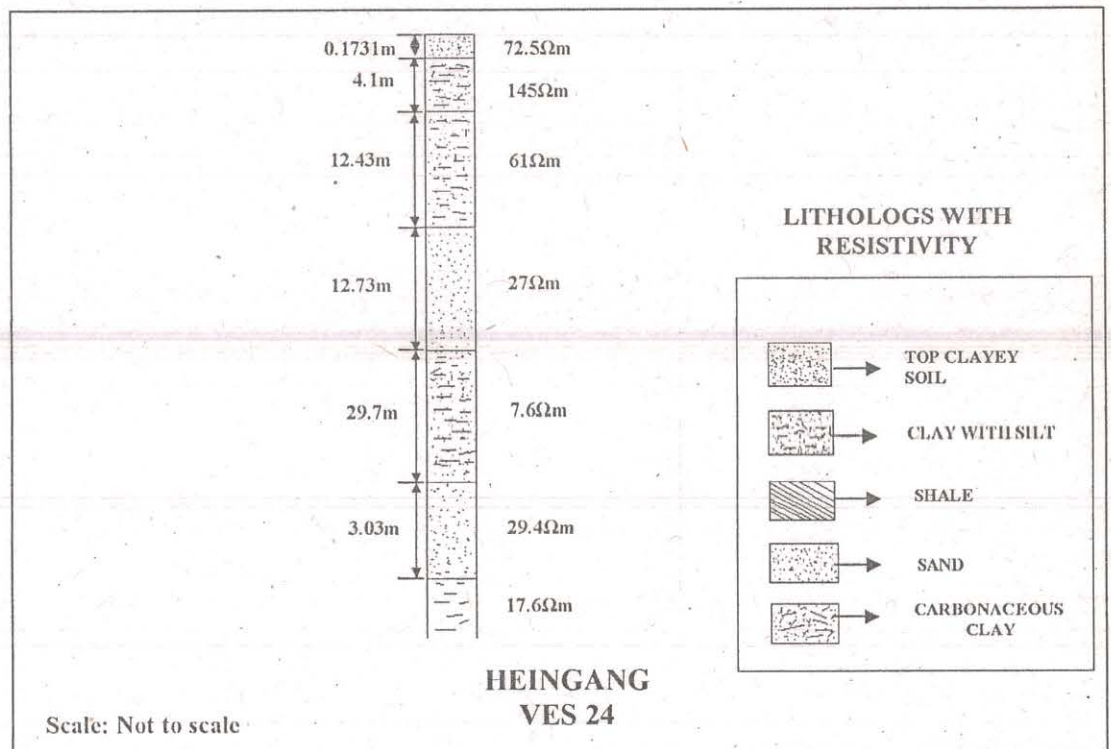 0.1731m 72.5Ωm
4.1m 145Ωm
12.43m 61Ωm
12.73m 27Ωm
29.7m 7.6Ωm
3.03m 29.4Ωm
17.6Ωm
HEINGANG
VES 24
Scale: Not to scale
LITHOLOGS WITH
RESISTIVITY
TOP CLAYEY
SOIL
CLAY WITH SILT
SHALE
SAND
CARBONACEOUS
CLAY